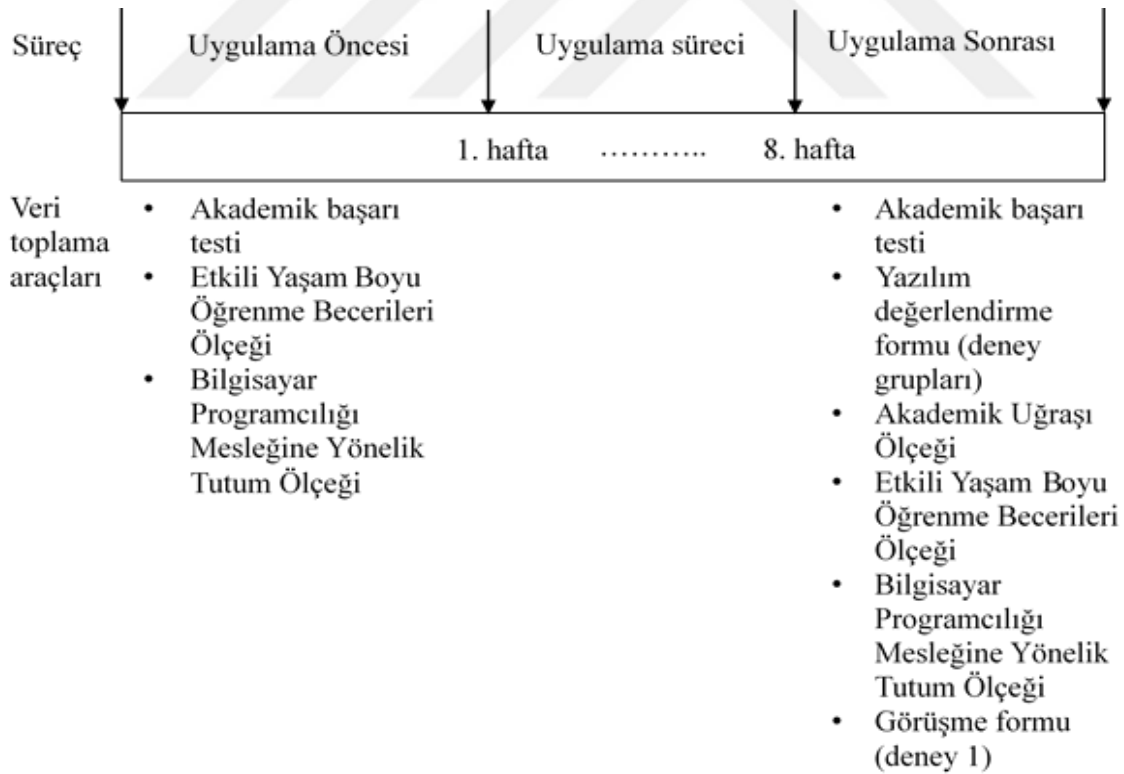 Süreç
Uygulama Öncesi
Uygulama süreci
Uygulama Sonrası
1. hafta ........... 8. hafta
Veri
toplama
araçları
• Akademik başarı
testi
• Etkili Yaşam Boyu
Öğrenme Becerileri
Ölçeği
• Bilgisayar
Programcılığı
Mesleğine Yönelik
Tutum Ölçeği
• Akademik başarı
testi
• Yazılım
değerlendirme
formu (deney
grupları)
• Akademik Uğraşı
Ölçeği
• Etkili Yaşam Boyu
Öğrenme Becerileri
Ölçeği
• Bilgisayar
Programcılığı
Mesleğine Yönelik
Tutum Ölçeği
• Görüşme formu
(deney 1)